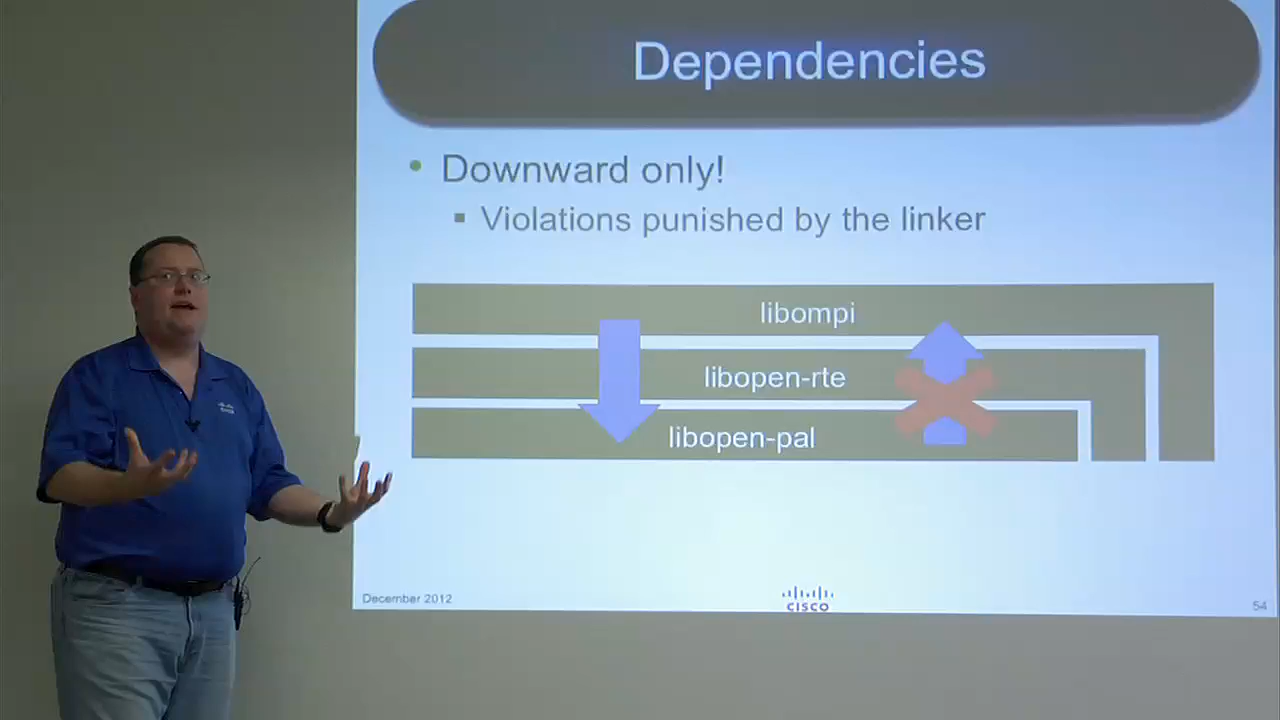 Dependencies
• Downward only!
▪ Violations punished by the linker
libompi
libopen-rte
libopen-pal
December 2012
CISCO
54